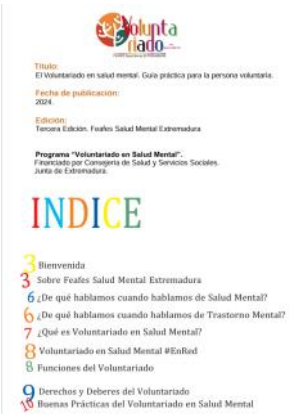 Volunta
riado
Título:
El Voluntariado en salud mental. Guía práctica para la persona voluntaria.
Fecha de publicación:
2024.
Edición:
Tercera Edición. Feafes Salud Mental Extremadura
Programa "Voluntariado en Salud Mental".
Financiado por Consejería de Salud y Servicios Sociales.
Junta de Extremadura.
INDICE
3 Bienvenida
3 Sobre Feafes Salud Mental Extremadura
6 ¿De qué hablamos cuando hablamos de Salud Mental?
6 ¿De qué hablamos cuando hablamos de Trastorno Mental?
7 ¿Qué es Voluntariado en Salud Mental?
8 Voluntariado en Salud Mental #EnRed
8 Funciones del Voluntariado
9 Derechos y Deberes del Voluntariado
10 Buenas Prácticas del Voluntariado en Salud Mental